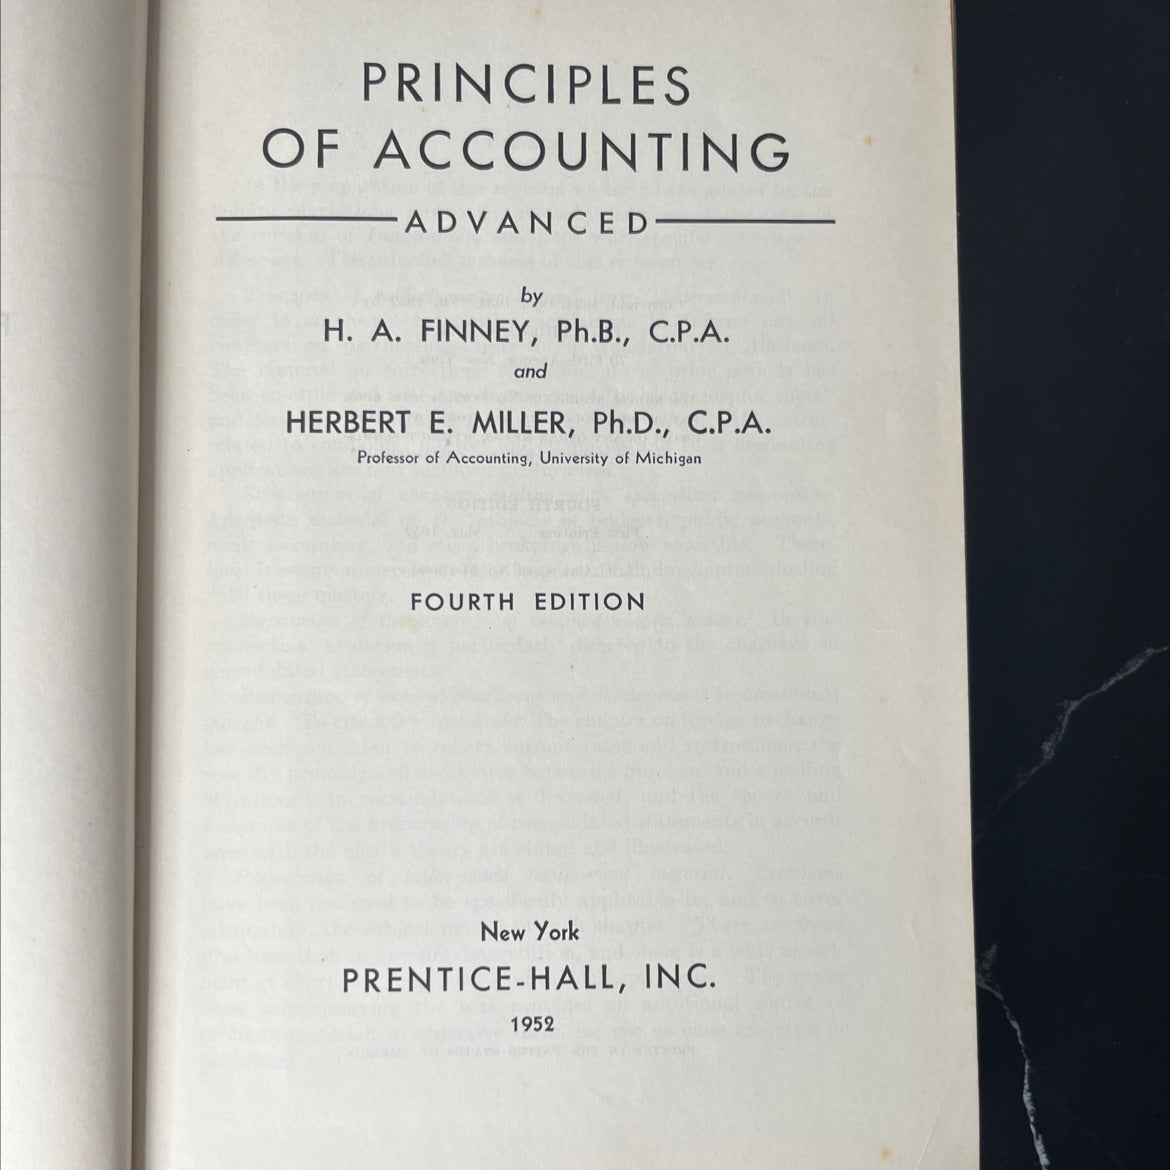 PRINCIPLES
OF ACCOUNTING
ADVANCED
by
H. A. FINNEY, Ph.B., C.P.A.
and
HERBERT E. MILLER, Ph.D., C.P.A.
Professor of Accounting, University of Michigan
FOURTH EDITION
New York
PRENTICE-HALL, INC.
1952